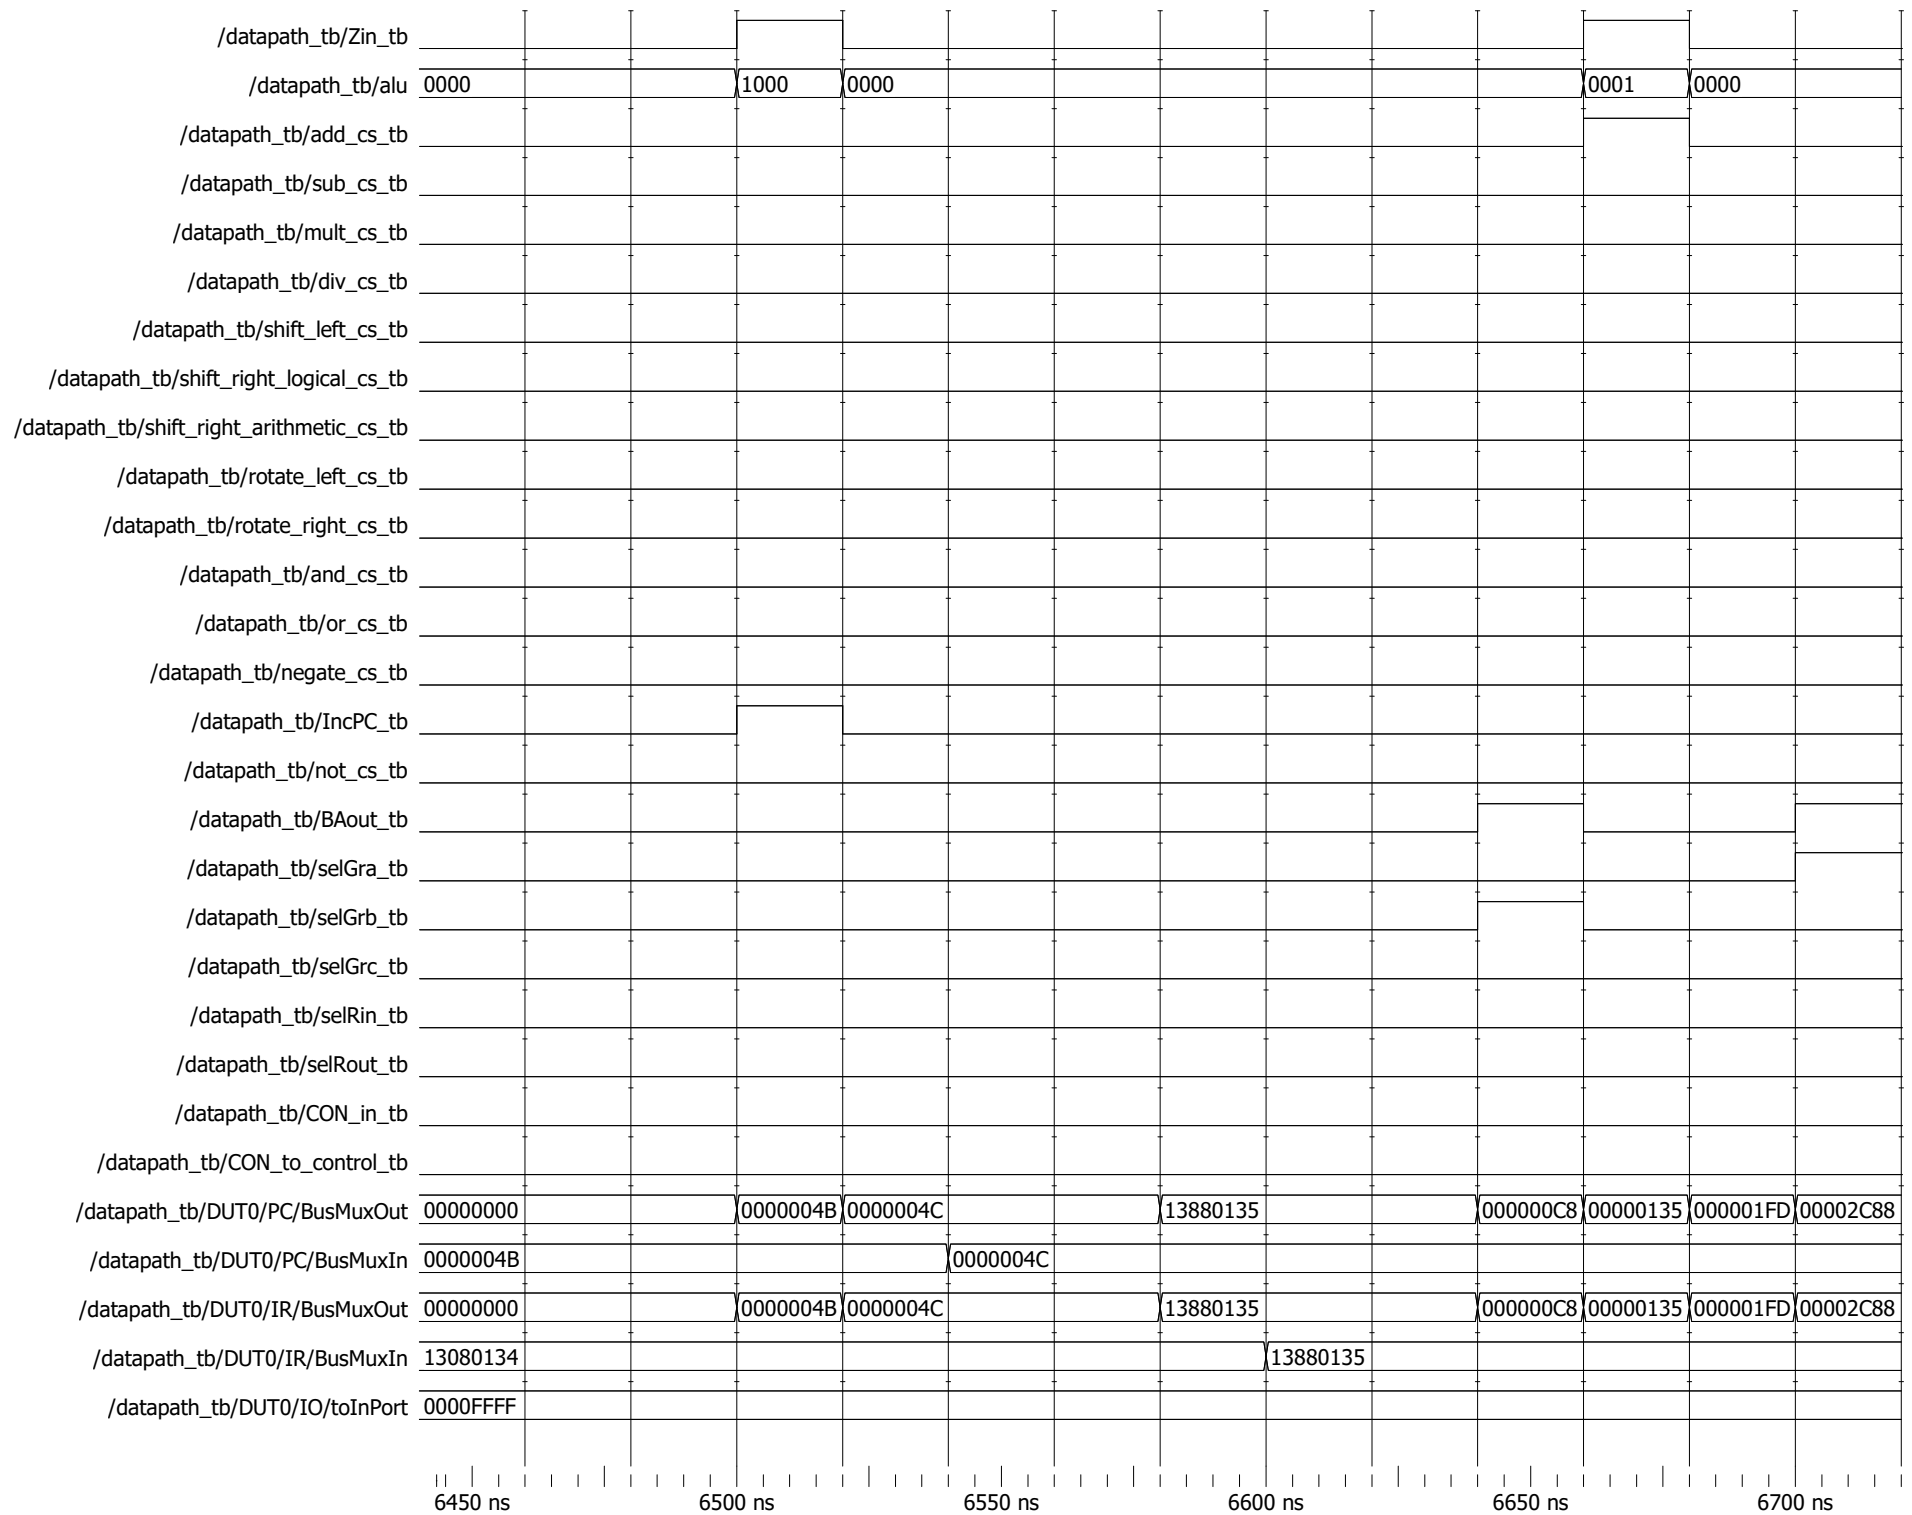 /datapath_tb/Zin_tb
/datapath_tb/alu 0000 1000 0000 0001 0000
/datapath_tb/add_cs_tb
/datapath_tb/sub_cs_tb
/datapath_tb/mult_cs_tb
/datapath_tb/div_cs_tb
/datapath_tb/shift_left_cs_tb
/datapath_tb/shift_right_logical_cs_tb
/datapath_tb/shift_right_arithmetic_cs_tb
/datapath_tb/rotate_left_cs_tb
/datapath_tb/rotate_right_cs_tb
/datapath_tb/and_cs_tb
/datapath_tb/or_cs_tb
/datapath_tb/negate_cs_tb
/datapath_tb/IncPC_tb
/datapath_tb/not_cs_tb
/datapath_tb/BAout_tb
/datapath_tb/selGra_tb
/datapath_tb/selGrb_tb
/datapath_tb/selGrc_tb
/datapath_tb/selRin_tb
/datapath_tb/selRout_tb
/datapath_tb/CON_in_tb
/datapath_tb/CON_to_control_tb
/datapath_tb/DUT0/PC/BusMuxOut 00000000 0000004B 0000004C 13880135 000000C8 00000135 000001FD 00002C88
/datapath_tb/DUT0/PC/BusMuxIn 0000004B 0000004C
/datapath_tb/DUT0/IR/BusMuxOut 00000000 0000004B 0000004C 13880135 000000C8 00000135 000001FD 00002C88
/datapath_tb/DUT0/IR/BusMuxIn 13080134 13880135
/datapath_tb/DUT0/IO/toInPort 0000FFFF
6450 ns 6500 ns 6550 ns 6600 ns 6650 ns 6700 ns